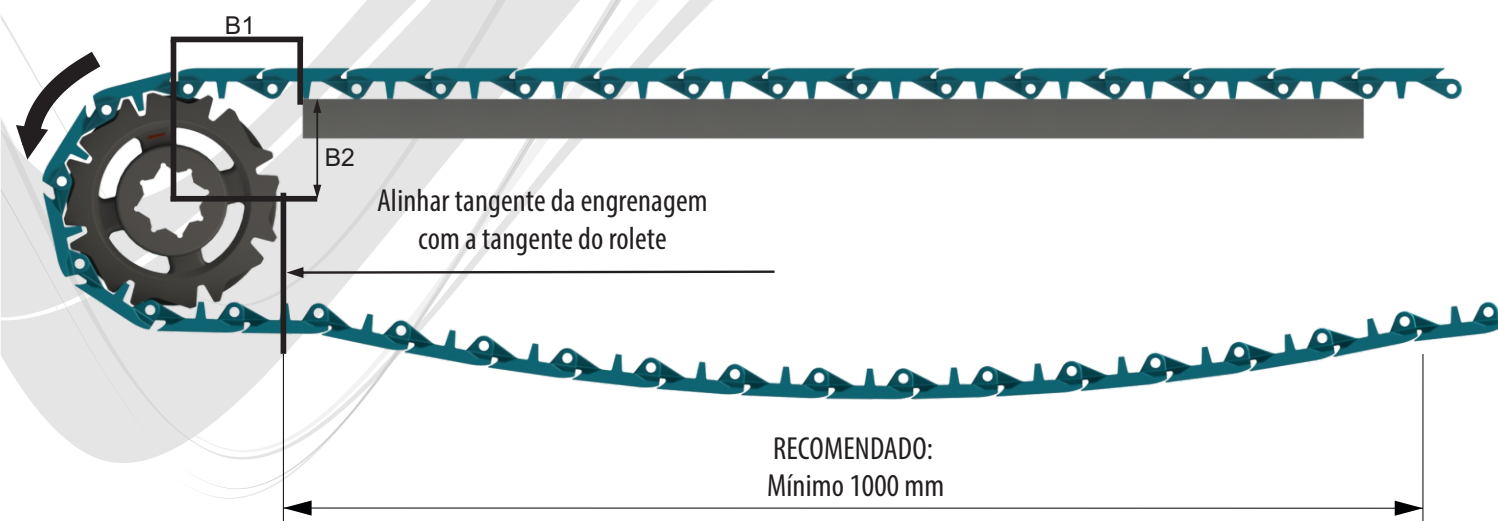 B1
B2
Alinhar tangente da engrenagem
com a tangente do rolete
RECOMENDADO:
Mínimo 1000 mm